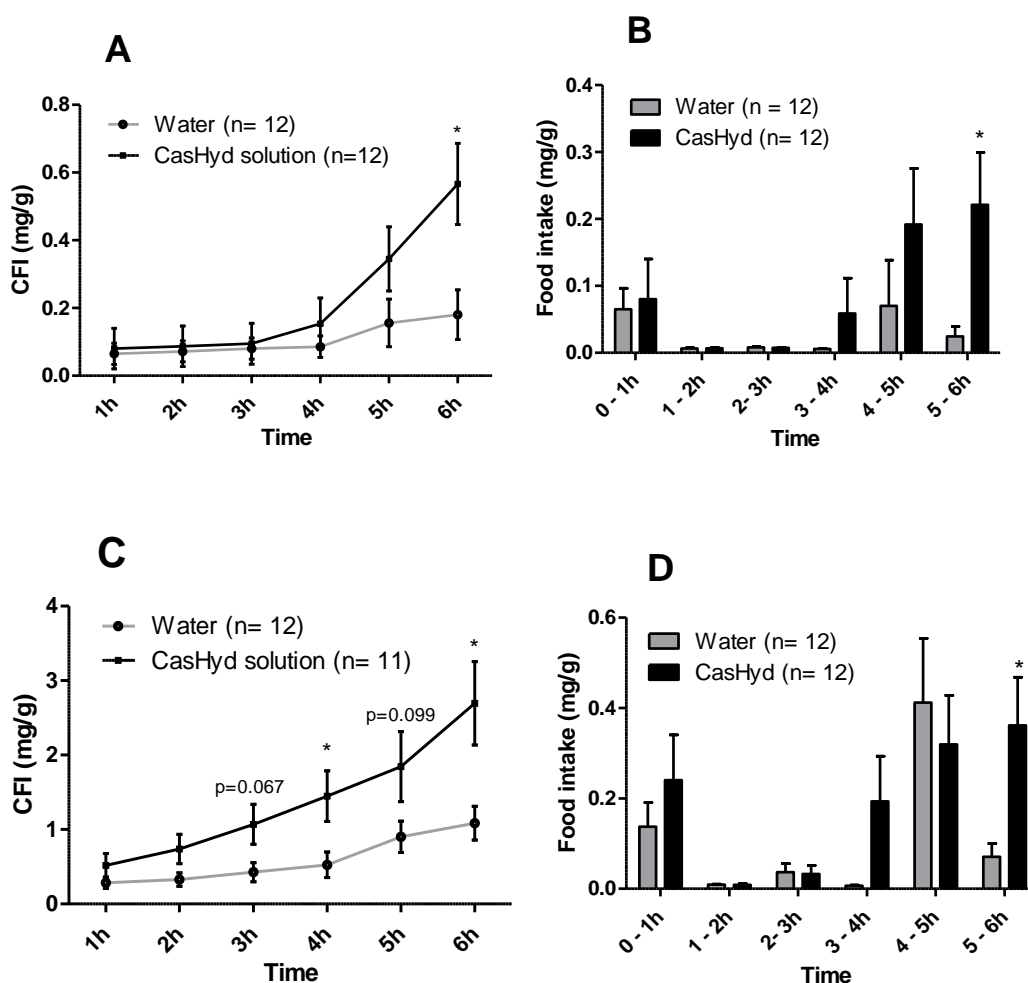 A
CFI (mg/g)
0.8
0.6
0.4
0.2
0.0
Water (n= 12)
CasHyd solution (n=12)
*
1h
2h
3h
4h
5h
6h
Time
B
Food intake (mg/g)
0.4
0.3
0.2
0.1
0.0
Water (n = 12)
CasHyd (n= 12)
*
0 - 1h
1 - 2h
2- 3h
3 - 4h
4 - 5h
5 - 6h
Time
C
CFI (mg/g)
4
3
2
1
0
Water (n= 12)
CasHyd solution (n= 11)
p=0.067
*
p=0.099
*
1h
2h
3h
4h
5h
6h
Time
D
Food intake (mg/g)
0.6
0.4
0.2
0.0
Water (n= 12)
CasHyd (n= 12)
*
0 - 1h
1 - 2h
2- 3h
3 - 4h
4 - 5h
5 - 6h
Time